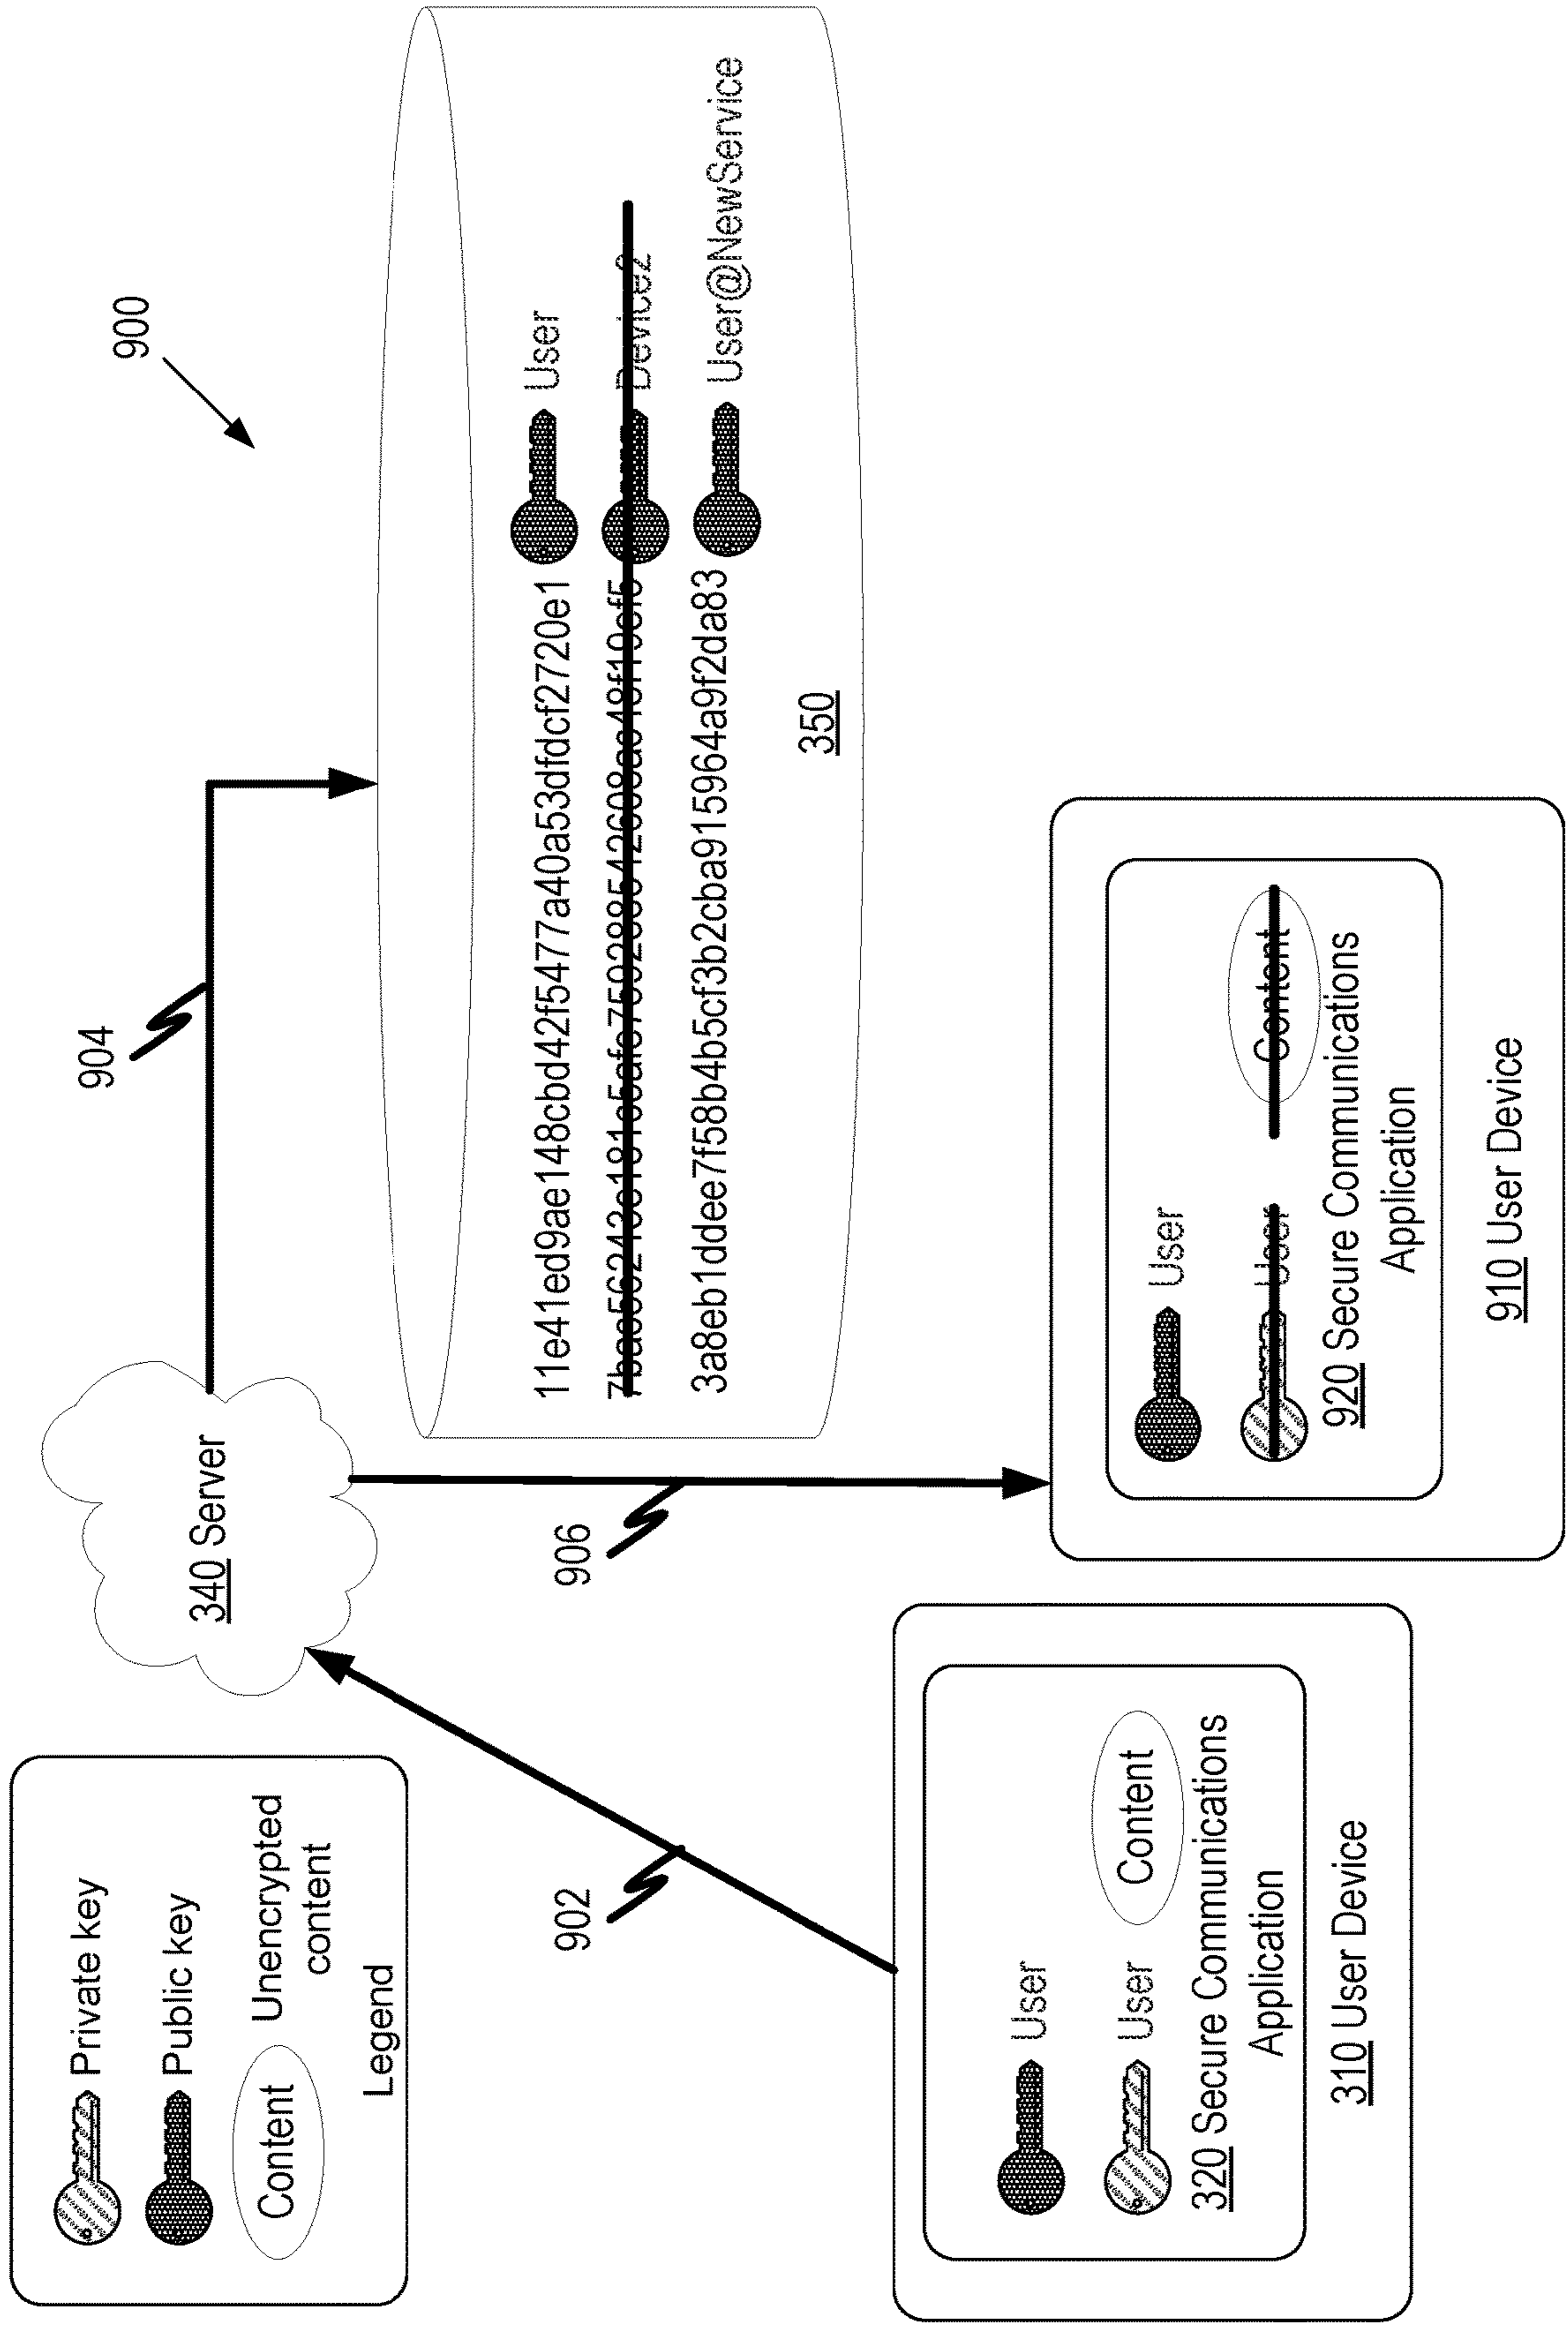 Private key
Public key
Content
Unencrypted
content
Legend
340 Server
904
900
902
906
11e41ed9ae148cbd42f5477a40a53dfdcf2720e1 User
Device2
3a8eb1ddee7f58b4b5cf3b2cba915964a9f2da83 User@NewService
350
User
User
Content
320 Secure Communications
Application
310 User Device
User
User
Content
920 Secure Communications
Application
910 User Device